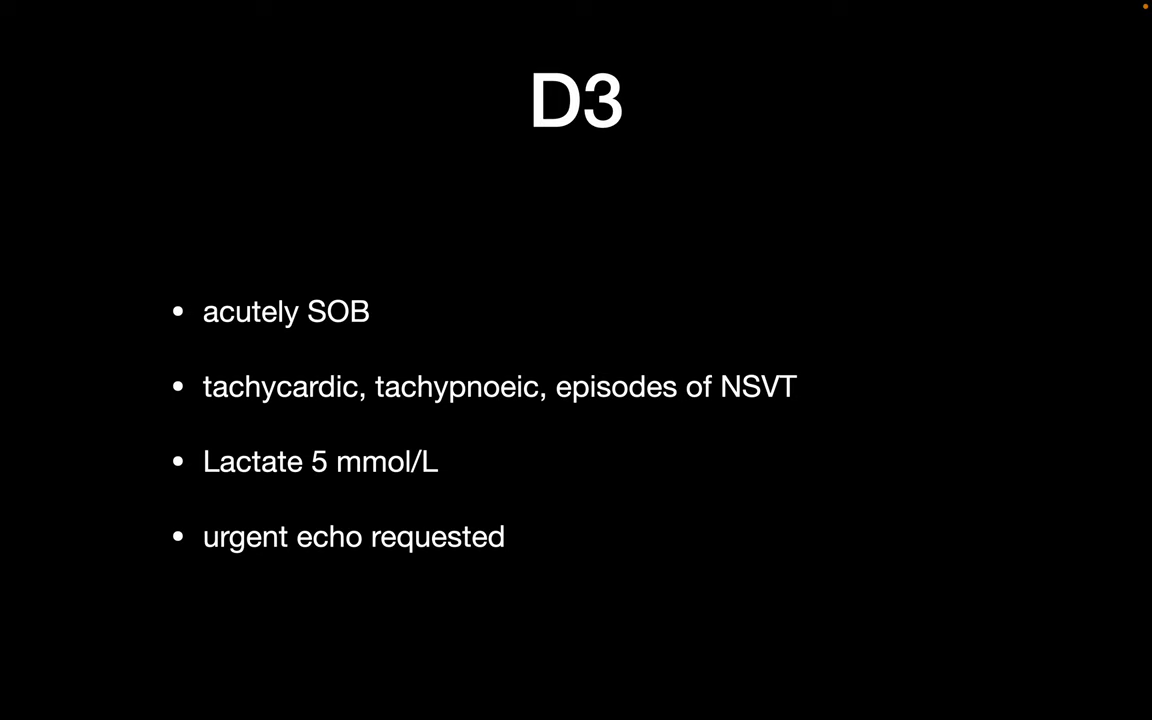 D3
• acutely SOB
• tachycardic, tachypnoeic, episodes of NSVT
• Lactate 5 mmol/L
• urgent echo requested